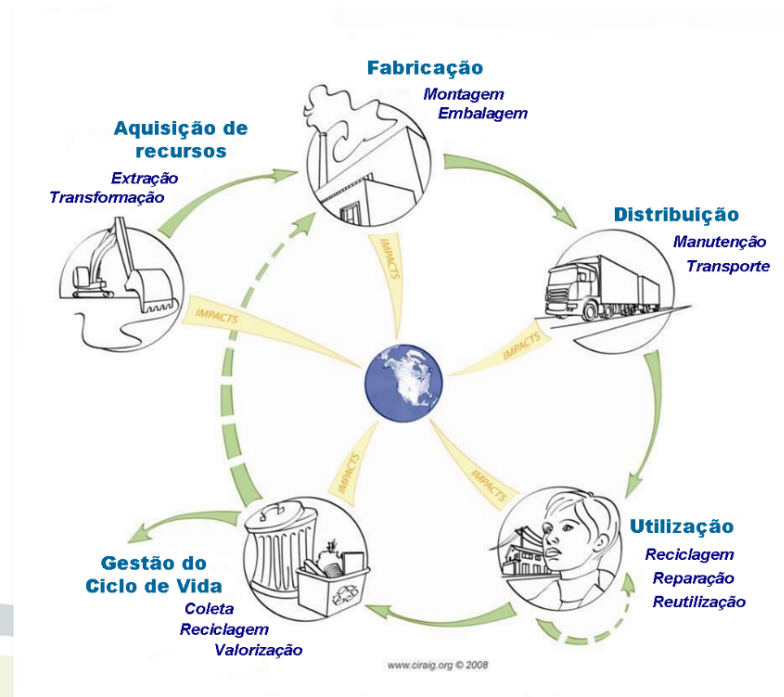 Fabricação
Montagem
Embalagem
Aquisição de
recursos
Extração
Transformação
Distribuição
Manutenção
Transporte
IMPACTS
IMPACTS
IMPACTS
IMPACTS
IMPACTS
Utilização
Reciclagem
Reparação
Reutilização
Gestão do
Ciclo de Vida
Coleta
Reciclagem
Valorização
www.ciraig.org © 2008